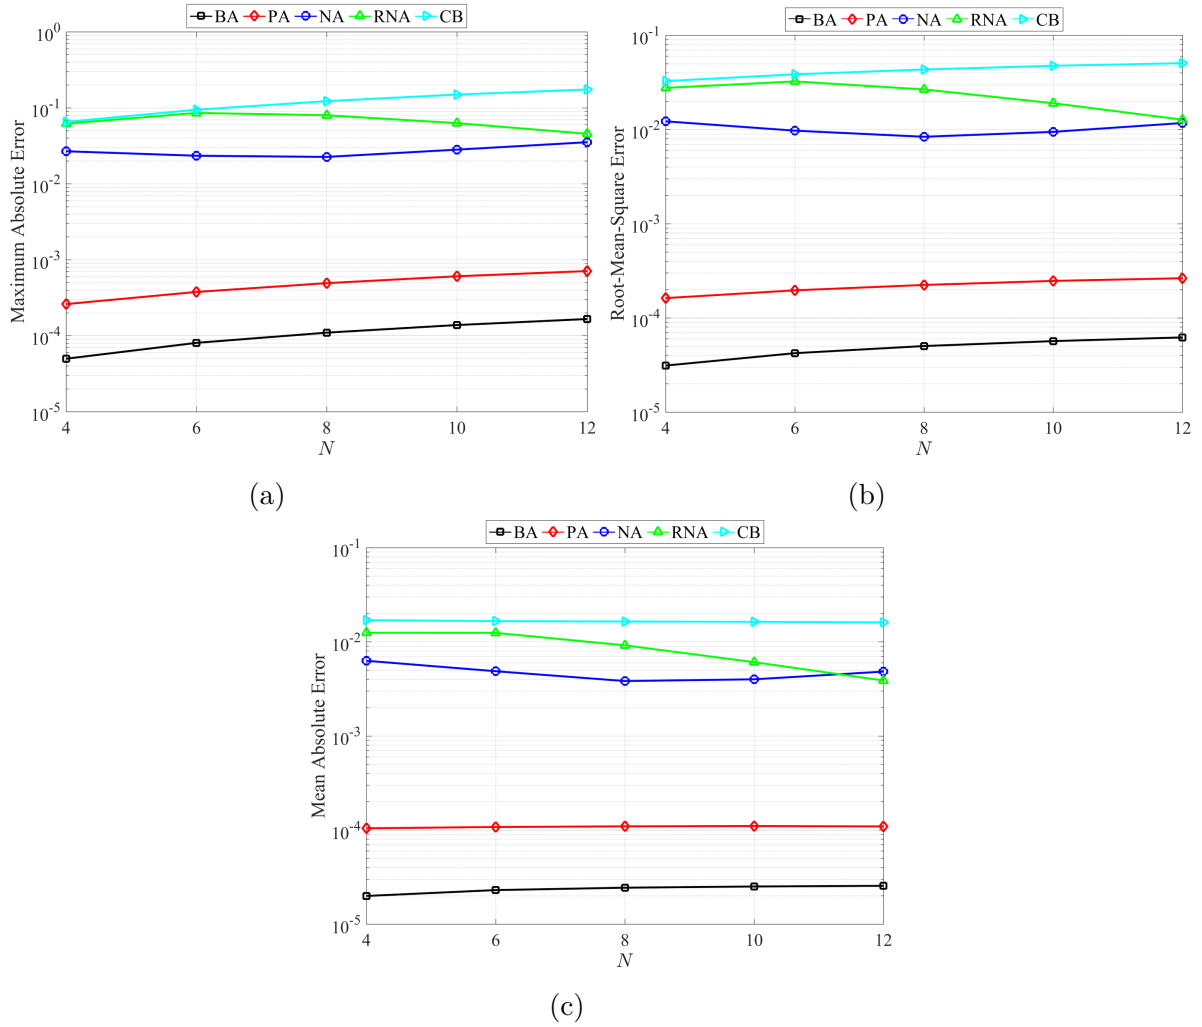 BA PA NA RNA CB
10^0
10^-1
10^-2
10^-3
10^-4
10^-5
Maximum Absolute Error
4 6 8 10 12
N
(a)
BA PA NA RNA CB
10^-1
10^-2
10^-3
10^-4
10^-5
Root-Mean-Square Error
4 6 8 10 12
N
(b)
BA PA NA RNA CB
10^-1
10^-2
10^-3
10^-4
10^-5
Mean Absolute Error
4 6 8 10 12
N
(c)